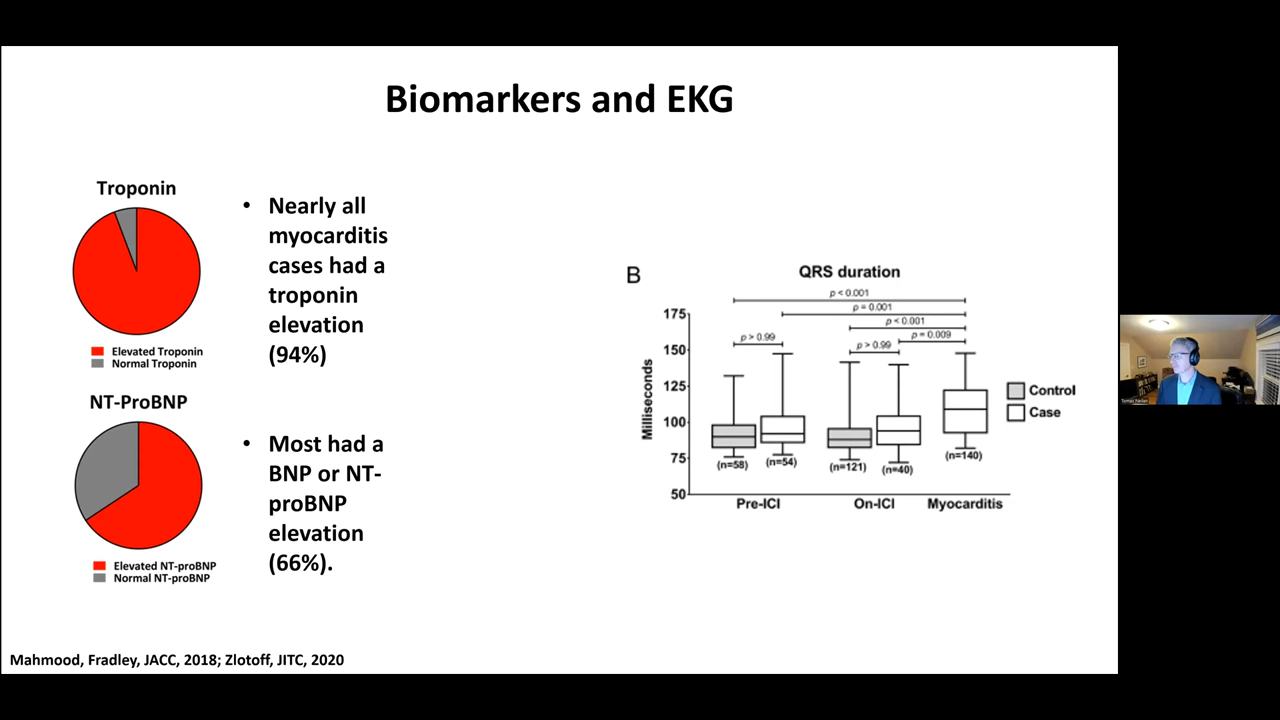 Biomarkers and EKG
Troponin
Elevated Troponin
Normal Troponin
• Nearly all
myocarditis
cases had a
troponin
elevation
(94%)
NT-ProBNP
Elevated NT-proBNP
Normal NT-proBNP
• Most had a
BNP or NT-
proBNP
elevation
(66%).
B
QRS duration
p < 0.001
p = 0.001
p < 0.001
p > 0.99
p > 0.99
p = 0.009
175
150
125
100
75
50
Milliseconds
(n=58)
(n=54)
(n=121)
(n=40)
(n=140)
Pre-ICI
On-ICI
Myocarditis
Control
Case
Mahmood, Fradley, JACC, 2018; Zlotoff, JITC, 2020